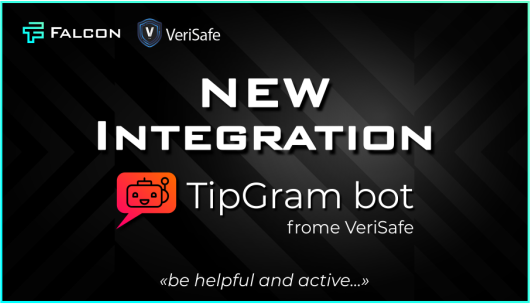 FALCON VeriSafe
NEW
INTEGRATION
TipGram bot
frome VeriSafe
«be helpful and active...»